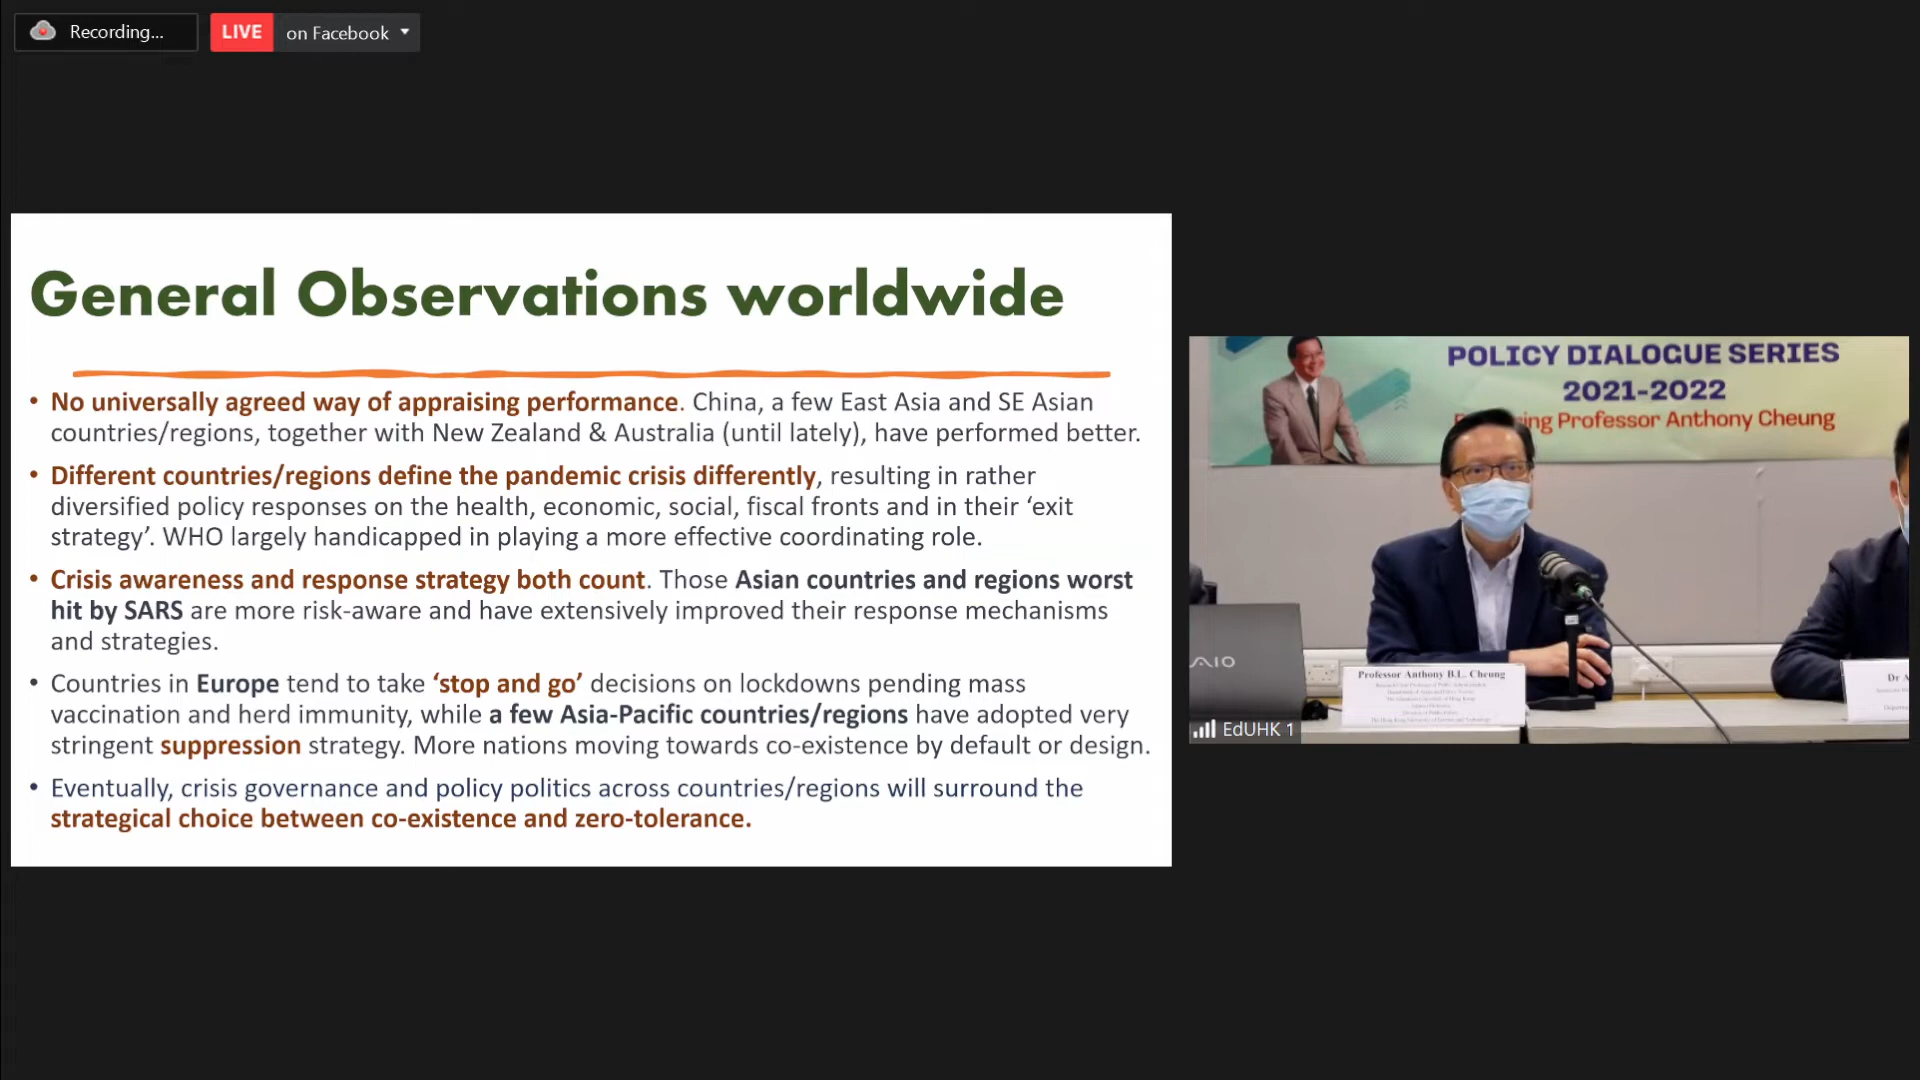 Recording...
LIVE on Facebook
General Observations worldwide
• No universally agreed way of appraising performance. China, a few East Asia and SE Asian
countries/regions, together with New Zealand & Australia (until lately), have performed better.
• Different countries/regions define the pandemic crisis differently, resulting in rather
diversified policy responses on the health, economic, social, fiscal fronts and in their ‘exit
strategy’. WHO largely handicapped in playing a more effective coordinating role.
• Crisis awareness and response strategy both count. Those Asian countries and regions worst
hit by SARS are more risk-aware and have extensively improved their response mechanisms
and strategies.
• Countries in Europe tend to take ‘stop and go’ decisions on lockdowns pending mass
vaccination and herd immunity, while a few Asia-Pacific countries/regions have adopted very
stringent suppression strategy. More nations moving towards co-existence by default or design.
• Eventually, crisis governance and policy politics across countries/regions will surround the
strategical choice between co-existence and zero-tolerance.
POLICY DIALOGUE SERIES
2021-2022
Professor Anthony Cheung
AIO
Professor Anthony B.L. Cheung
Dr A
EdUHK 1